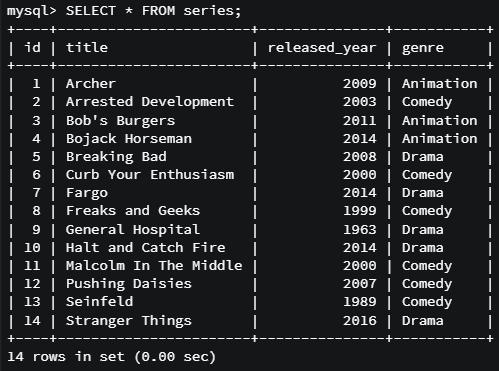 mysql> SELECT * FROM series;
+----+-----------------------+---------------+-----------+
| id | title                 | released_year | genre     |
+----+-----------------------+---------------+-----------+
|  1 | Archer                |          2009 | Animation |
|  2 | Arrested Development  |          2003 | Comedy    |
|  3 | Bob's Burgers         |          2011 | Animation |
|  4 | Bojack Horseman       |          2014 | Animation |
|  5 | Breaking Bad          |          2008 | Drama     |
|  6 | Curb Your Enthusiasm  |          2000 | Comedy    |
|  7 | Fargo                 |          2014 | Drama     |
|  8 | Freaks and Geeks      |          1999 | Comedy    |
|  9 | General Hospital      |          1963 | Drama     |
| 10 | Halt and Catch Fire   |          2014 | Drama     |
| 11 | Malcolm In The Middle |          2000 | Comedy    |
| 12 | Pushing Daisies       |          2007 | Comedy    |
| 13 | Seinfeld              |          1989 | Comedy    |
| 14 | Stranger Things       |          2016 | Drama     |
+----+-----------------------+---------------+-----------+
14 rows in set (0.00 sec)